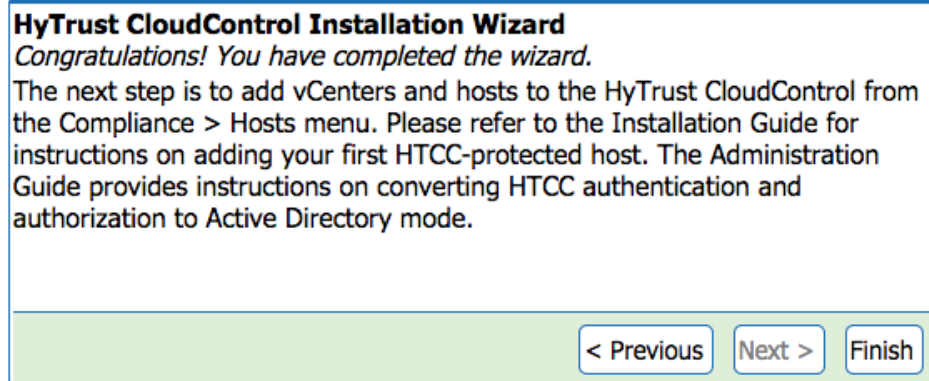 HyTrust CloudControl Installation Wizard
Congratulations! You have completed the wizard.
The next step is to add vCenters and hosts to the HyTrust CloudControl from
the Compliance > Hosts menu. Please refer to the Installation Guide for
instructions on adding your first HTCC-protected host. The Administration
Guide provides instructions on converting HTCC authentication and
authorization to Active Directory mode.
< Previous Next > Finish